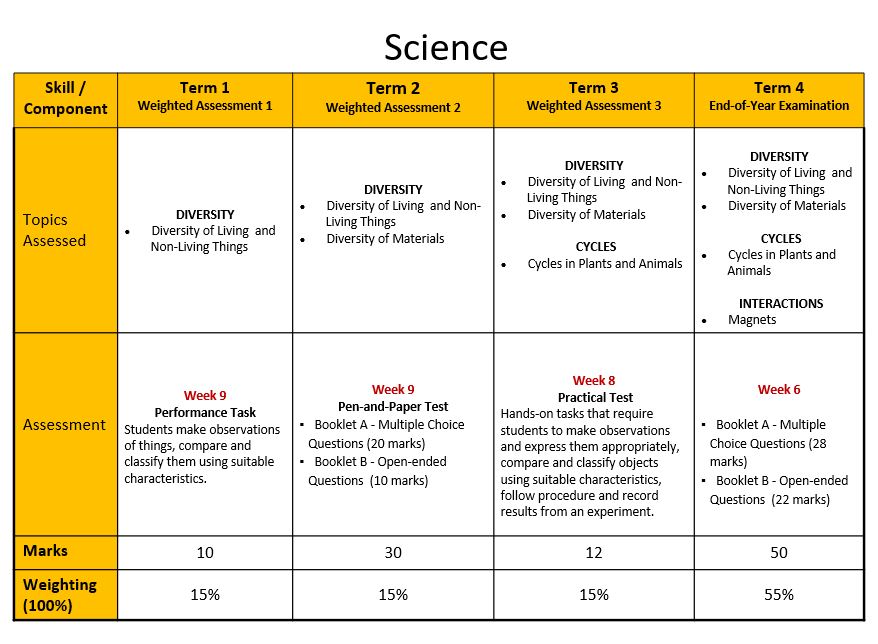 Science
Skill /
Component
Term 1
Weighted Assessment 1
Term 2
Weighted Assessment 2
Term 3
Weighted Assessment 3
Term 4
End-of-Year Examination
Topics
Assessed
DIVERSITY
• Diversity of Living and
Non-Living Things
DIVERSITY
• Diversity of Living and Non-
Living Things
• Diversity of Materials
DIVERSITY
• Diversity of Living and Non-
Living Things
• Diversity of Materials
CYCLES
• Cycles in Plants and Animals
DIVERSITY
• Diversity of Living and
Non-Living Things
• Diversity of Materials
CYCLES
• Cycles in Plants and
Animals
INTERACTIONS
• Magnets
Assessment
Week 9
Performance Task
Students make observations
of things, compare and
classify them using suitable
characteristics.
Week 9
Pen-and-Paper Test
▪ Booklet A - Multiple Choice
Questions (20 marks)
▪ Booklet B - Open-ended
Questions (10 marks)
Week 8
Practical Test
Hands-on tasks that require
students to make observations
and express them appropriately,
compare and classify objects
using suitable characteristics,
follow procedure and record
results from an experiment.
Week 6
• Booklet A - Multiple
Choice Questions (28
marks)
• Booklet B - Open-ended
Questions (22 marks)
Marks
10
30
12
50
Weighting
(100%)
15%
15%
15%
55%